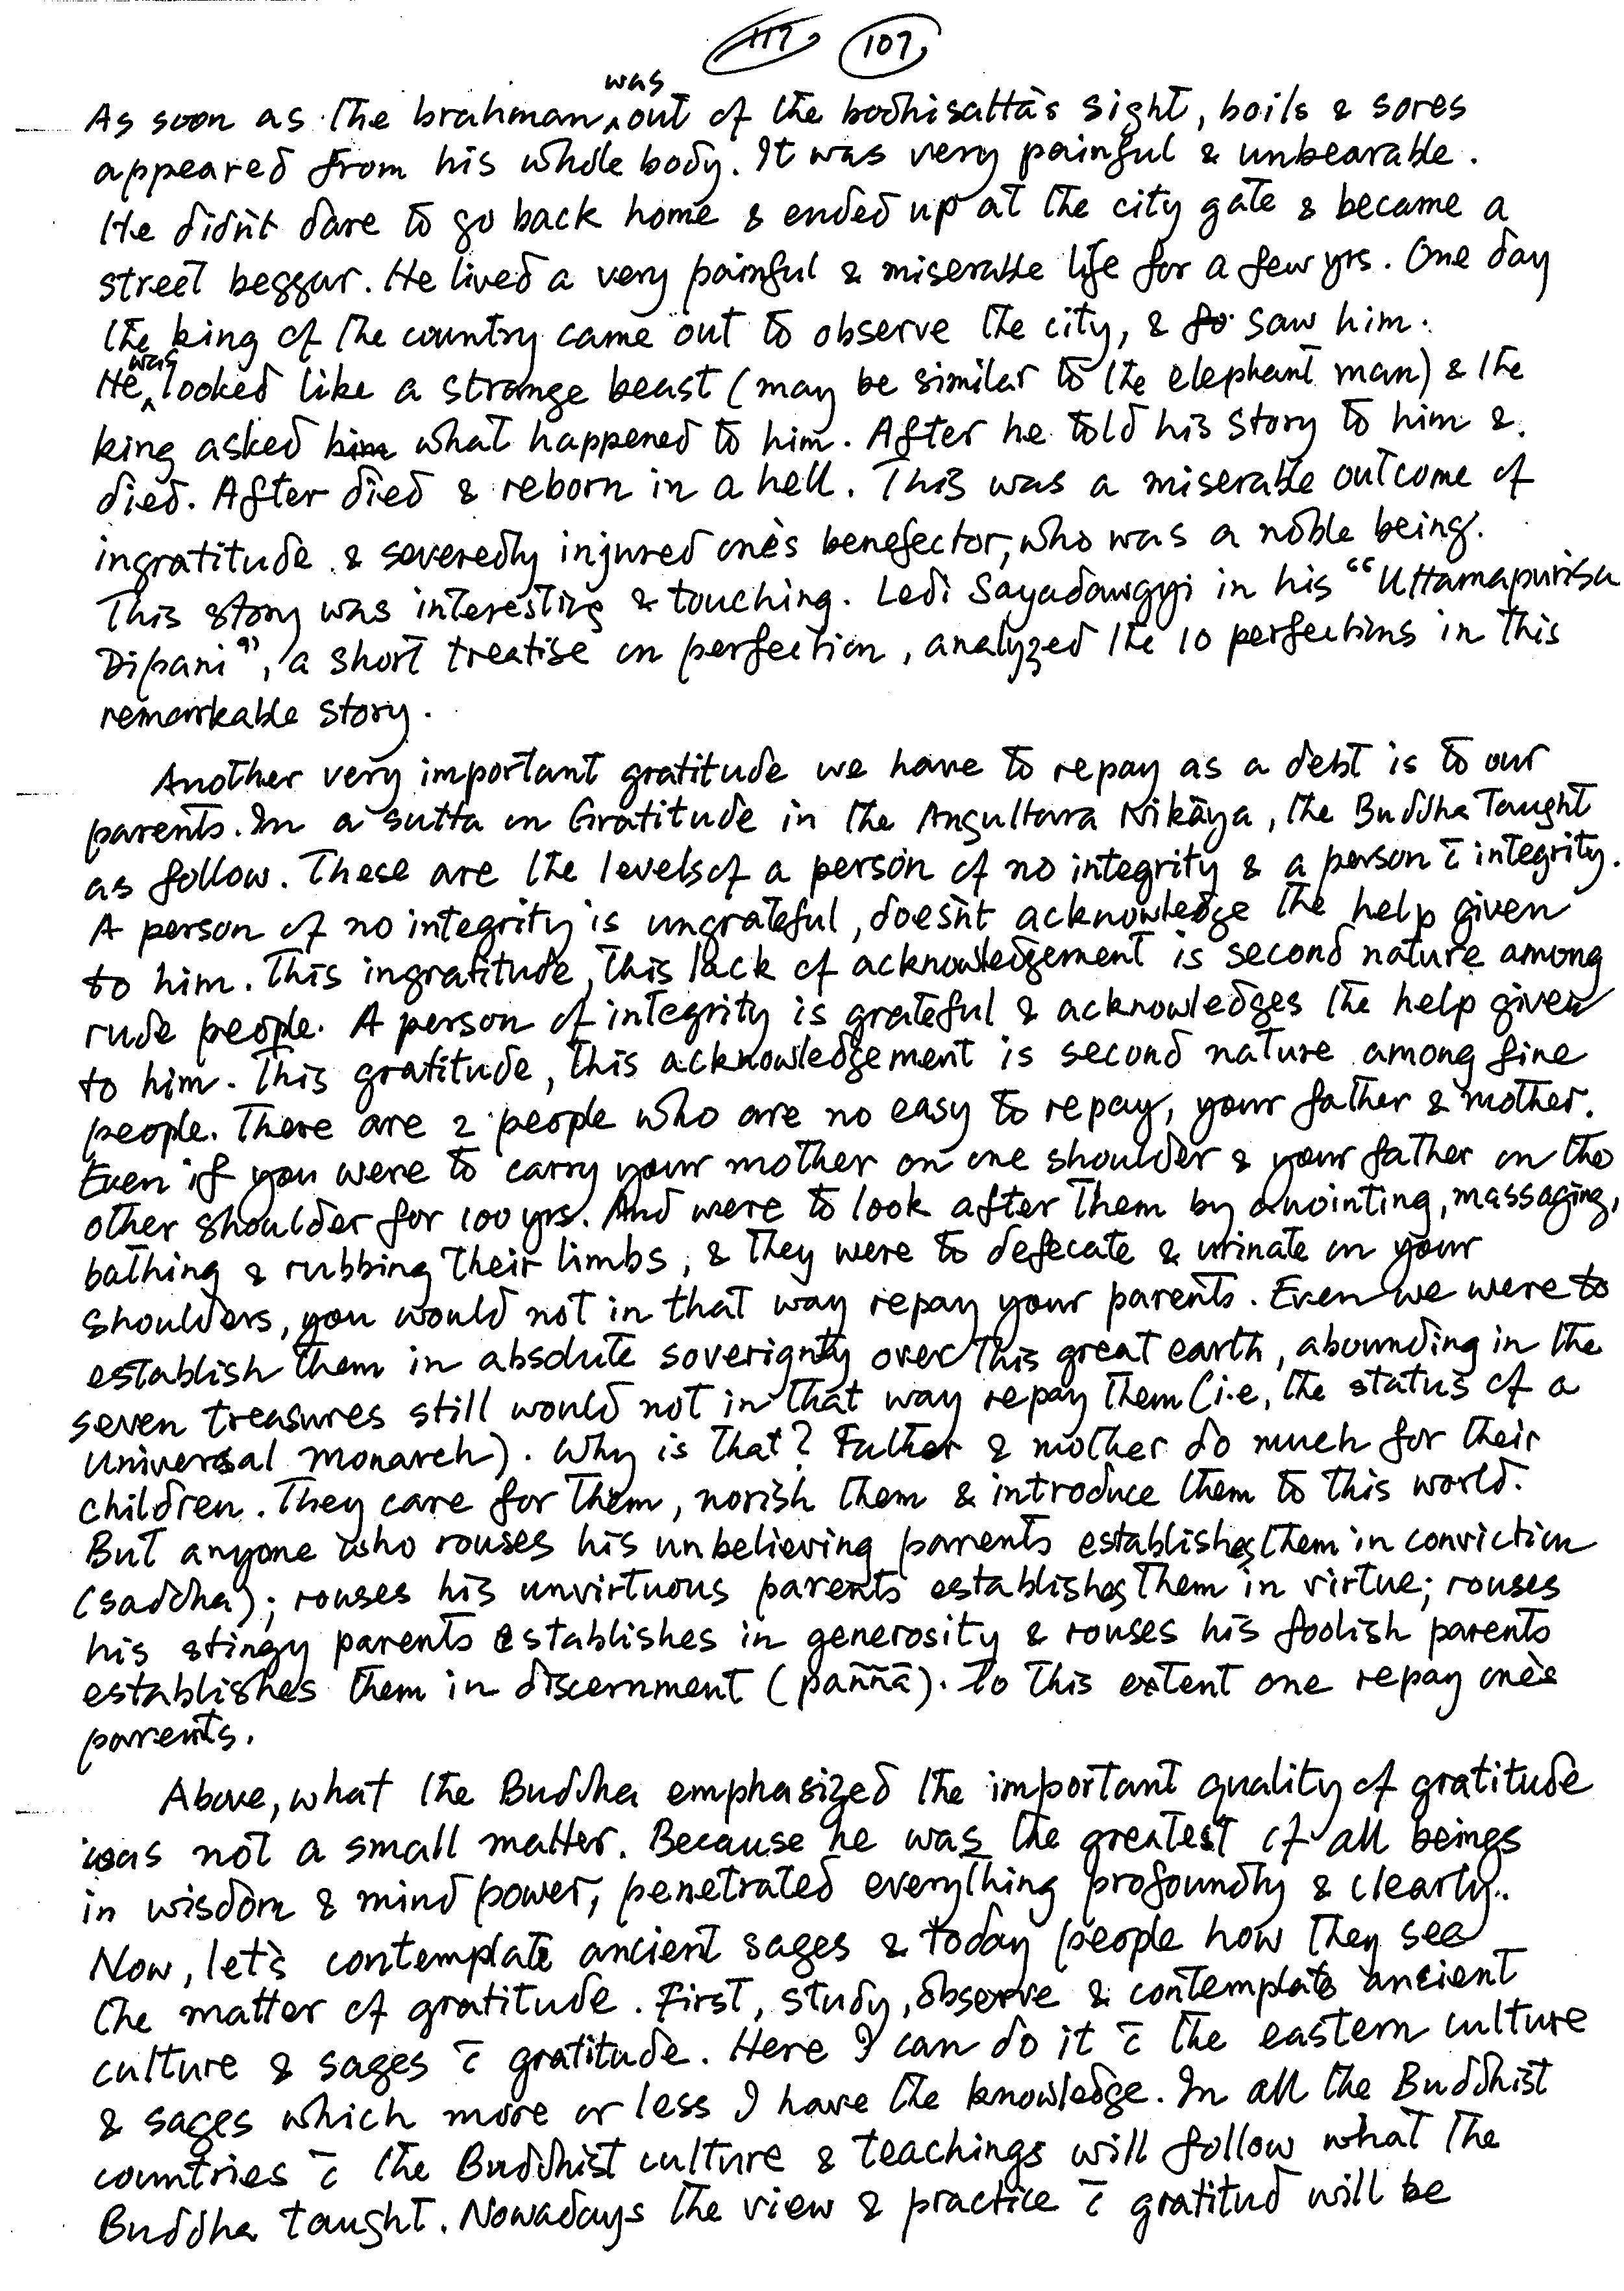 117 107
As soon as the brahman was out of the bodhisatta's sight, boils & sores
appeared from his whole body. It was very painful & unbearable.
He didn't dare to go back home & ended up at the city gate & became a
street beggar. He lived a very painful & miserable life for a few yrs. One day
the king of the country came out to observe the city, & so saw him.
He was looked like a strange beast (may be similar to the elephant man) & the
king asked him what happened to him. After he told his story to him &
died. After died & reborn in a hell. This was a miserable outcome of
ingratitude & severedly injured one's benefector, who was a noble being.
This story was interesting & touching. Ledi Sayadawgyi in his "Uttamapurisa
Dipani", a short treatise on perfection, analyzed the 10 perfections in this
remarkable story.
Another very important gratitude we have to repay as a debt is to our
parents. In a sutta on Gratitude in the Anguttara Nikāya, the Buddha taught
as follow. These are the levels of a person of no integrity & a person c̄ integrity.
A person of no integrity is ungrateful, doesn't acknowledge the help given
to him. This ingratitude, this lack of acknowledgement is second nature among
rude people. A person of integrity is grateful & acknowledges the help given
to him. This gratitude, this acknowledgement is second nature among fine
people. There are 2 people who are no easy to repay, your father & mother.
Even if you were to carry your mother on one shoulder & your father on the
other shoulder for 100 yrs. And were to look after them by anointing, massaging,
bathing & rubbing their limbs, & they were to defecate & urinate on your
shoulders, you would not in that way repay your parents. Even we were to
establish them in absolute soverignty over this great earth, abounding in the
seven treasures still would not in that way repay them (i.e, the status of a
Universal Monarch). Why is that? Father & mother do much for their
children. They care for them, norish them & introduce them to this world.
But anyone who rouses his unbelieving parents establishes them in conviction
(saddha); rouses his unvirtuous parents establishes them in virtue; rouses
his stingy parents establishes in generosity & rouses his foolish parents
establishes them in discernment (paññā). To this extent one repay one's
parents.
Above, what the Buddha emphasized the important quality of gratitude
was not a small matter. Because he was the greatest of all beings
in wisdom & mind power, penetrated everything profoundly & clearly.
Now, let's contemplate ancient sages & today people how they see
the matter of gratitude. First, study, observe & contemplate ancient
culture & sages c̄ gratitude. Here I can do it c̄ the eastern culture
& sages which more or less I have the knowledge. In all the Buddhist
countries c̄ the Buddhist culture & teachings will follow what the
Buddha taught. Nowadays the view & practice c̄ gratitud will be